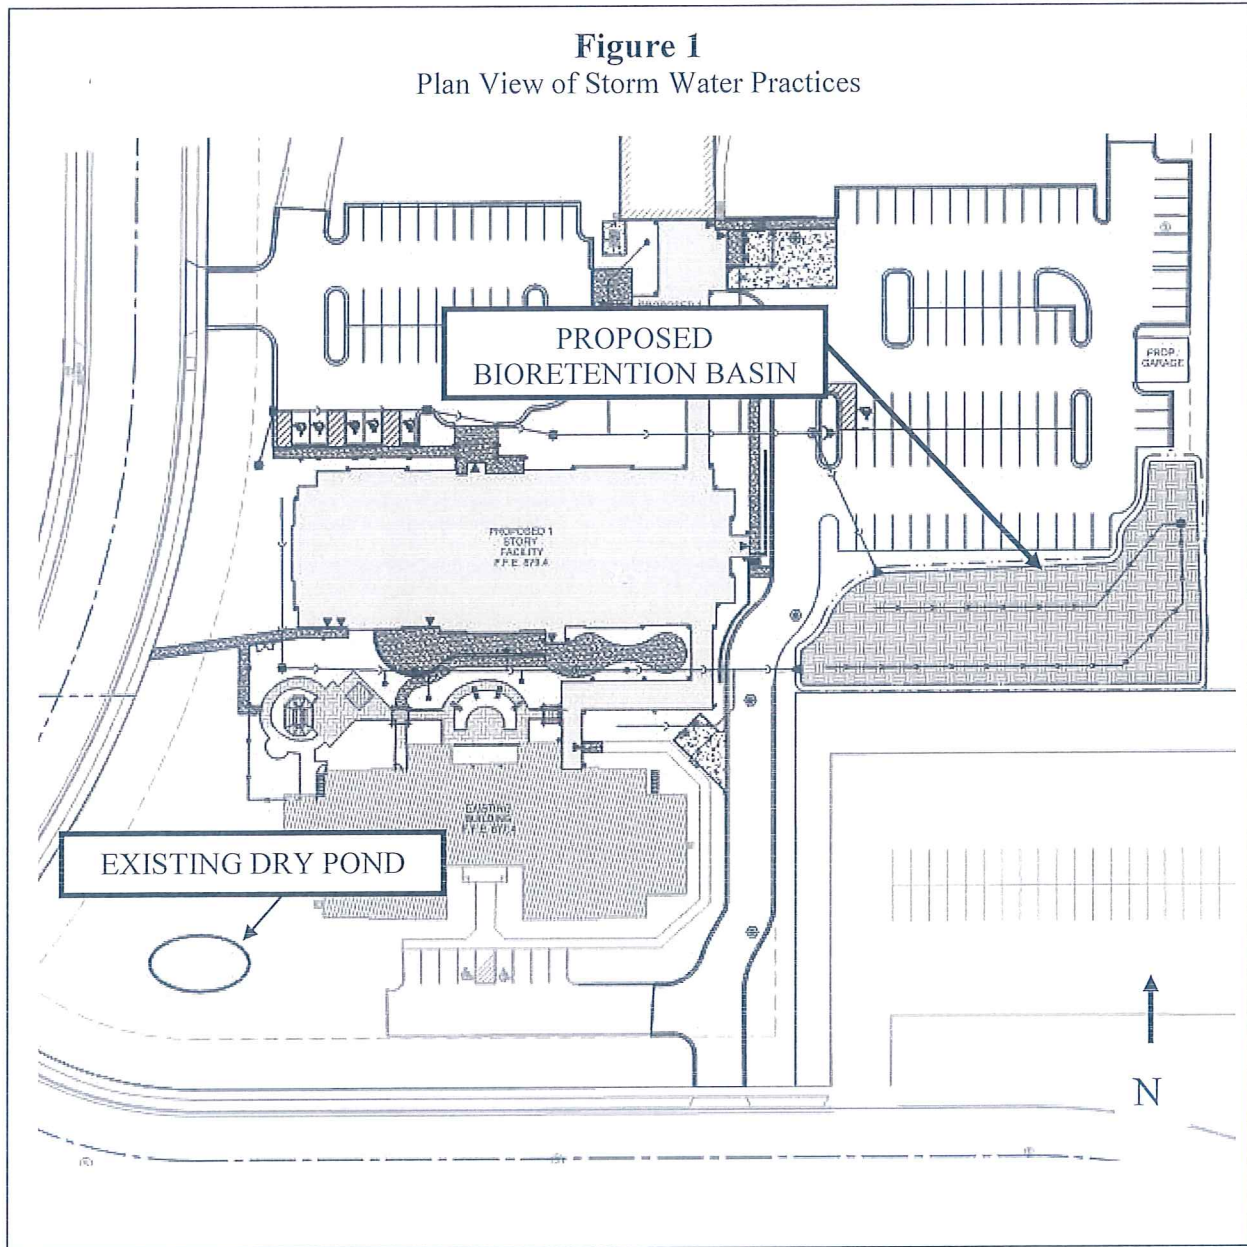 Figure 1
Plan View of Storm Water Practices
PROPOSED
BIORETENTION BASIN
PROP.
GARAGE
PROPOSED 1
STORY
FACILITY
EXISTING
BUILDING
EXISTING DRY POND
N